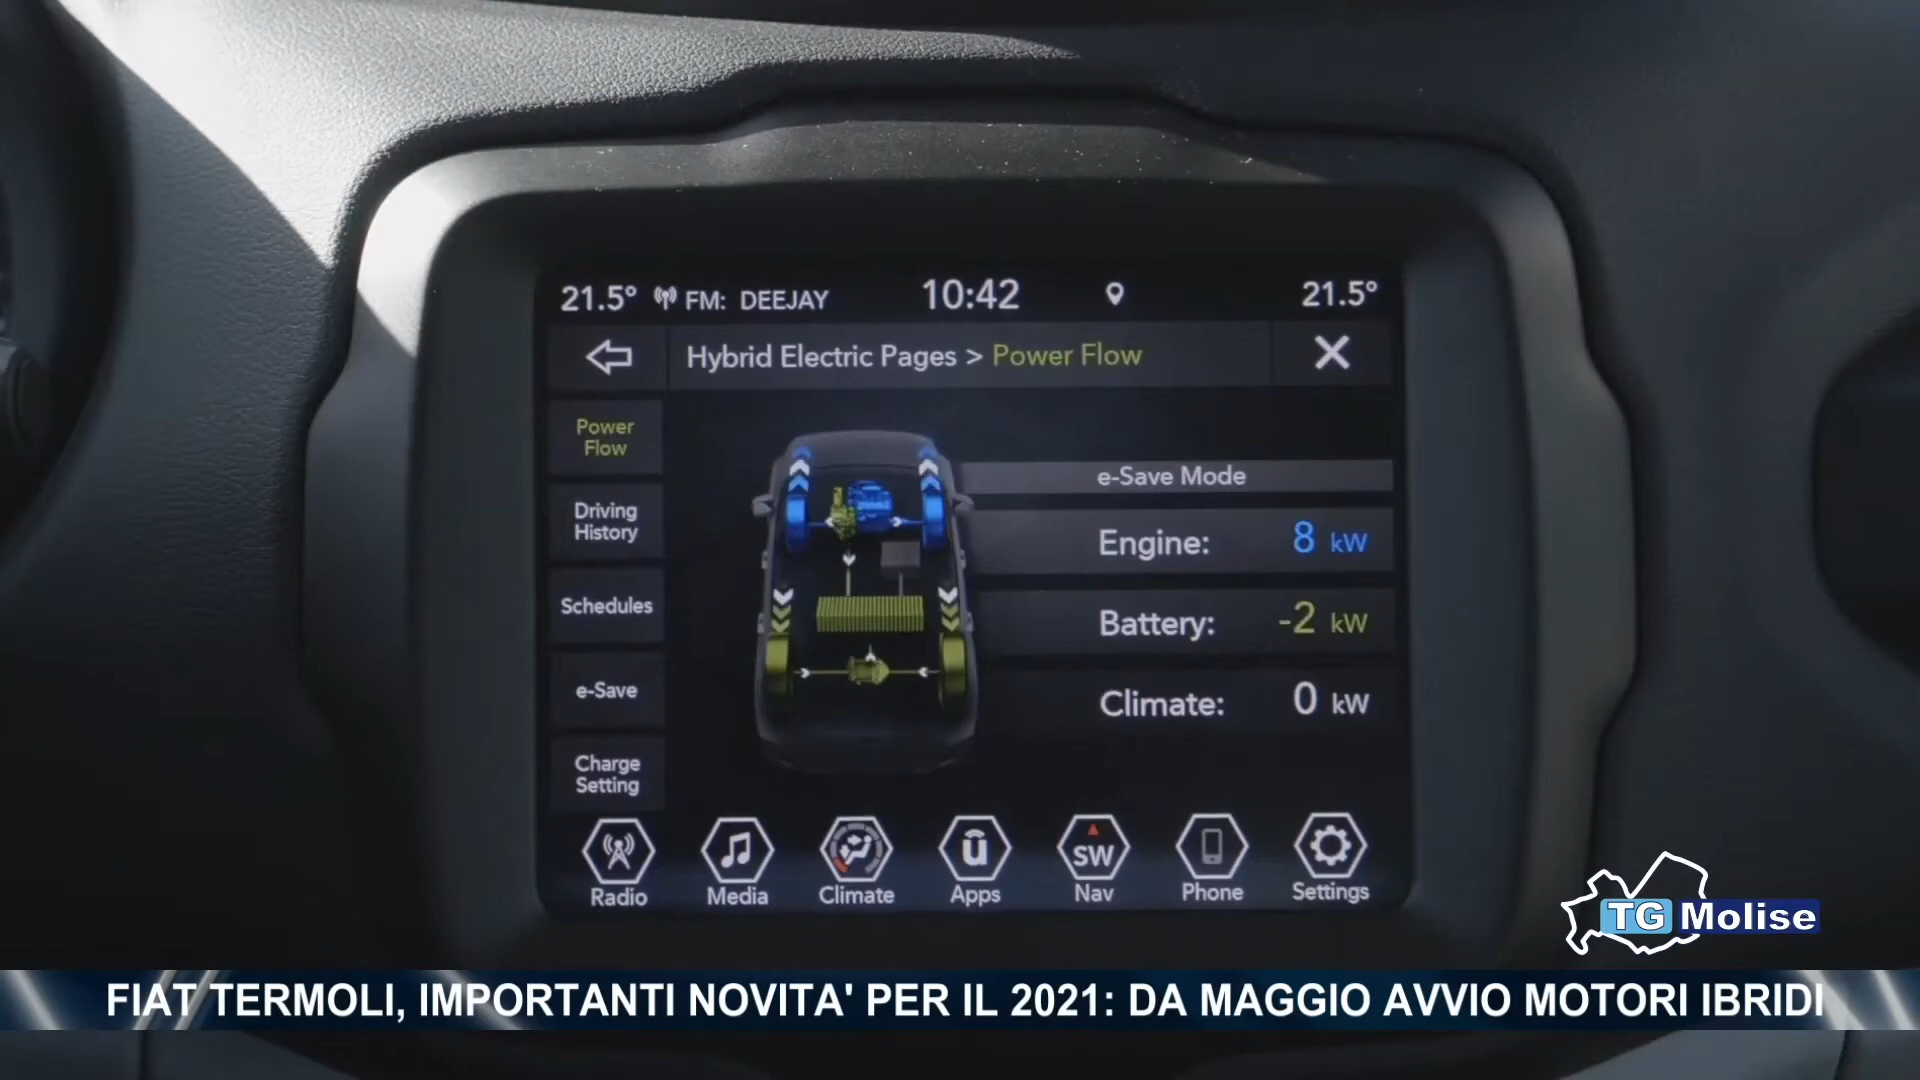 21.5° FM: DEEJAY 10:42 21.5°
Hybrid Electric Pages > Power Flow
Power
Flow
Driving
History
Schedules
e-Save
Charge
Setting
e-Save Mode
Engine: 8 kW
Battery: -2 kW
Climate: 0 kW
SW
Radio Media Climate Apps Nav Phone Settings
TG Molise
FIAT TERMOLI, IMPORTANTI NOVITA' PER IL 2021: DA MAGGIO AVVIO MOTORI IBRIDI